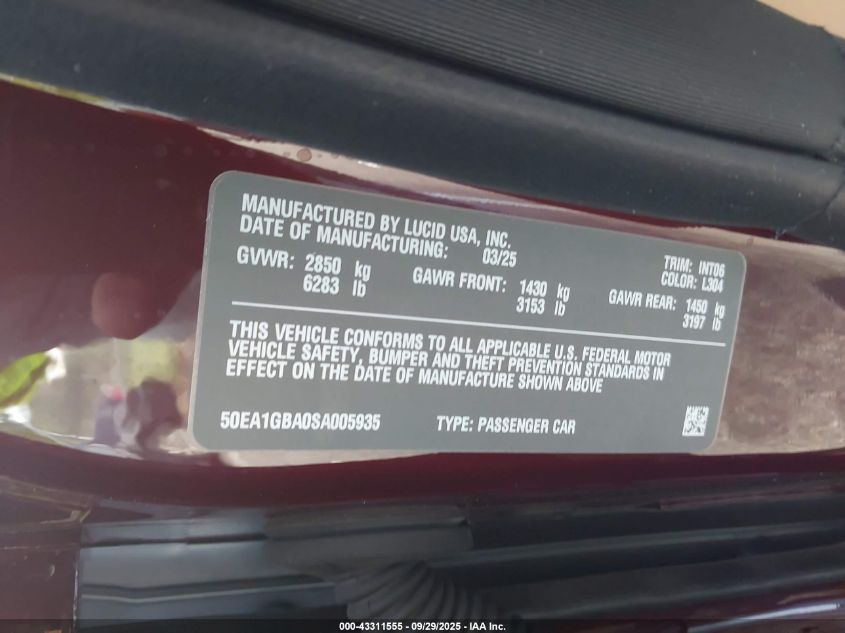 MANUFACTURED BY LUCID USA, INC.
DATE OF MANUFACTURING: 03/25
TRIM: INT06
COLOR: L304
GVWR: 2850 kg
6283 lb
GAWR FRONT: 1430 kg
3153 lb
GAWR REAR: 1450 kg
3197 lb
THIS VEHICLE CONFORMS TO ALL APPLICABLE U.S. FEDERAL MOTOR
VEHICLE SAFETY, BUMPER AND THEFT PREVENTION STANDARDS IN
EFFECT ON THE DATE OF MANUFACTURE SHOWN ABOVE
50EA1GBA0SA005935
TYPE: PASSENGER CAR
000-43311555 - 09/29/2025 - IAA Inc.